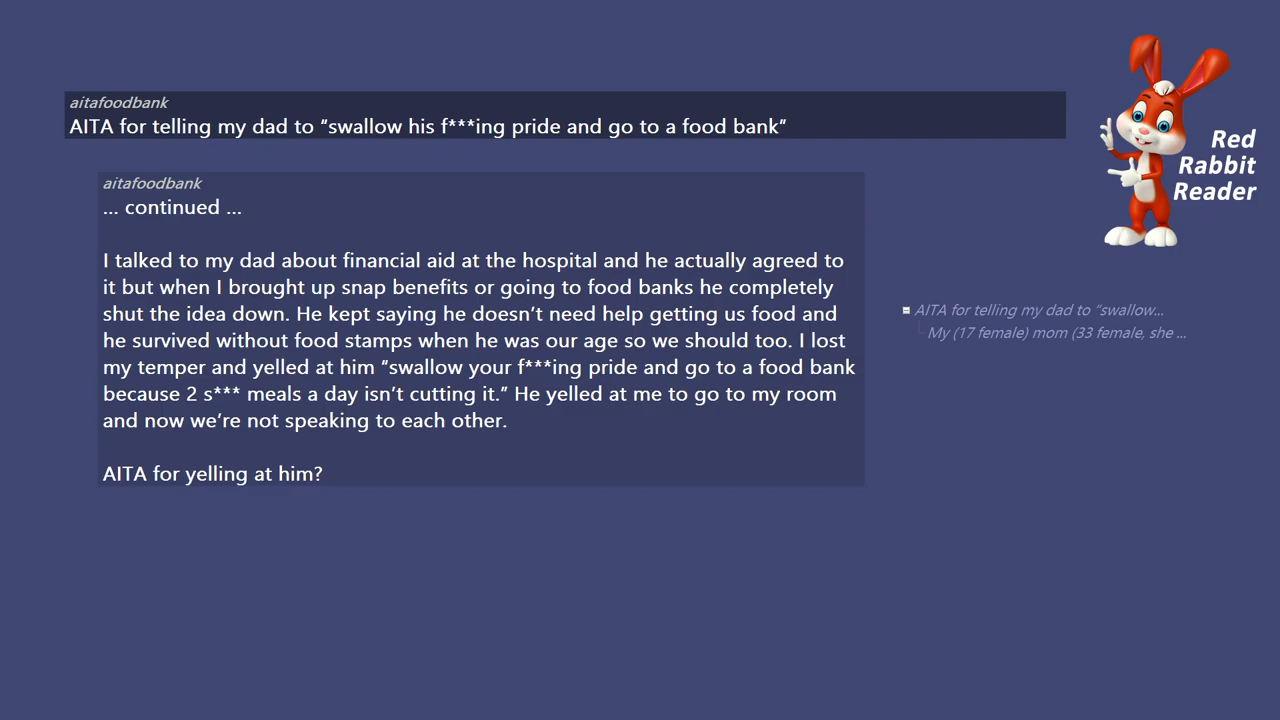 aitafoodbank
AITA for telling my dad to “swallow his f***ing pride and go to a food bank”
Red
Rabbit
Reader
aitafoodbank
... continued ...
I talked to my dad about financial aid at the hospital and he actually agreed to
it but when I brought up snap benefits or going to food banks he completely
shut the idea down. He kept saying he doesn’t need help getting us food and
he survived without food stamps when he was our age so we should too. I lost
my temper and yelled at him “swallow your f***ing pride and go to a food bank
because 2 s*** meals a day isn’t cutting it.” He yelled at me to go to my room
and now we’re not speaking to each other.
AITA for yelling at him?
AITA for telling my dad to “swallow...
My (17 female) mom (33 female, she ...